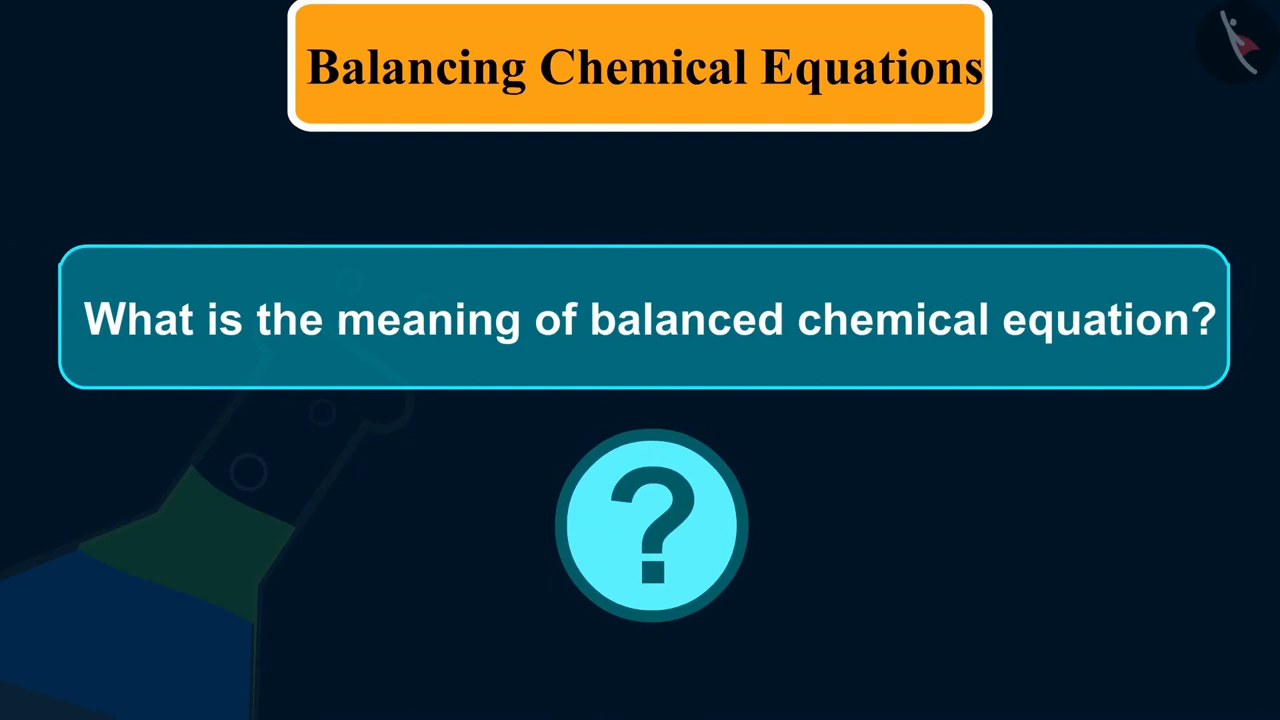 Balancing Chemical Equations
What is the meaning of balanced chemical equation?
?